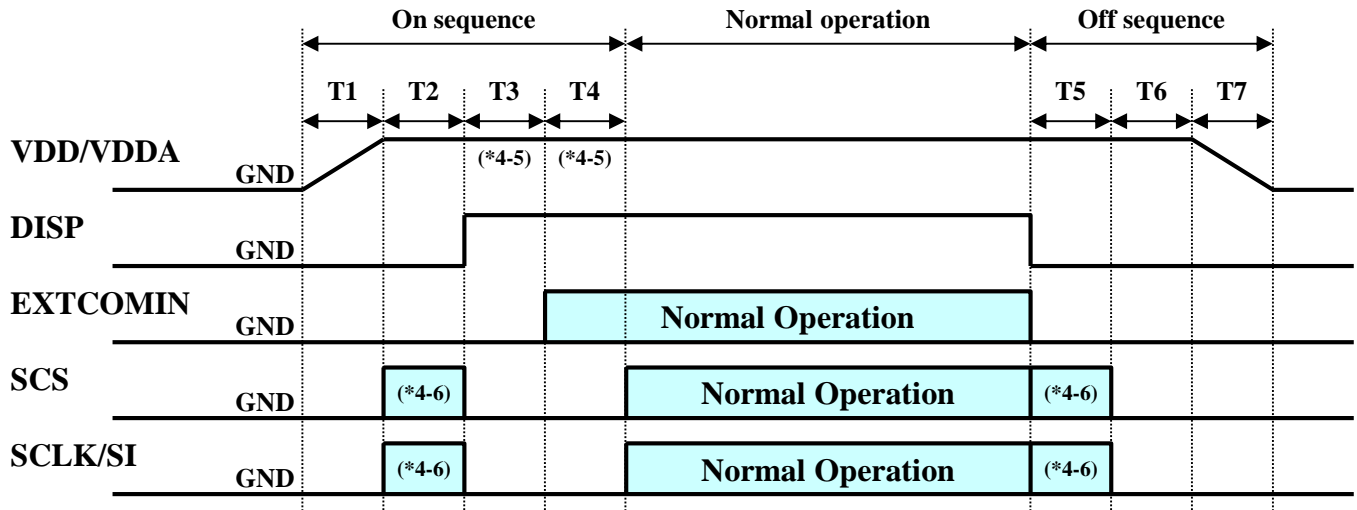 On sequence Normal operation Off sequence
T1 T2 T3 T4 T5 T6 T7
VDD/VDDA
GND
(*4-5) (*4-5)
DISP
GND
EXTCOMIN
GND
Normal Operation
SCS
GND
(*4-6) Normal Operation (*4-6)
SCLK/SI
GND
(*4-6) Normal Operation (*4-6)